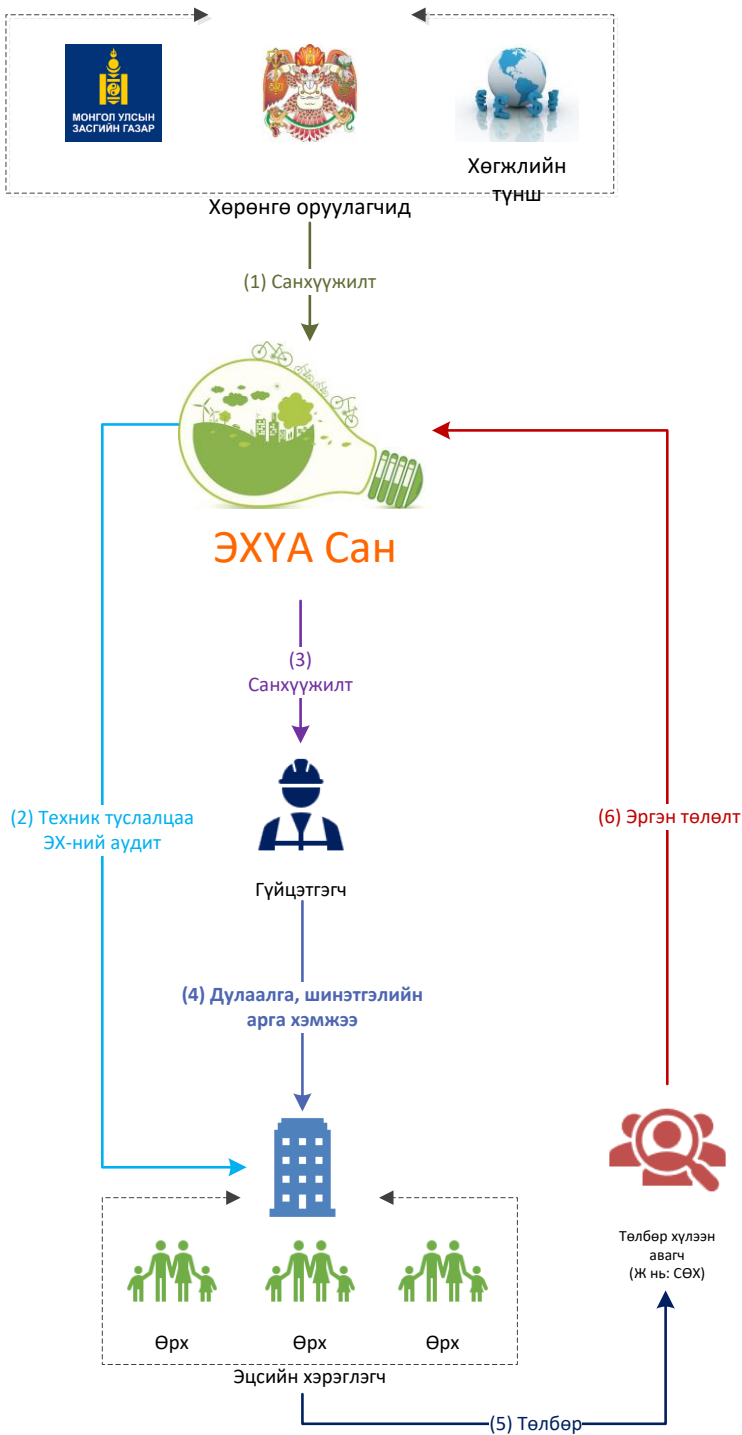 МОНГОЛ УЛСЫН
ЗАСГИЙН ГАЗАР
Хөгжлийн
түнш
Хөрөнгө оруулагчид
(1) Санхүүжилт
ЭХҮА Сан
(3)
Санхүүжилт
(2) Техник туслалцаа
ЭХ-ний аудит
(6) Эргэн төлөлт
Гүйцэтгэгч
(4) Дулаалга, шинэтгэлийн
арга хэмжээ
Төлбөр хүлээн
авагч
(Ж нь: СӨХ)
Өрх
Өрх
Өрх
Эцсийн хэрэглэгч
(5) Төлбөр